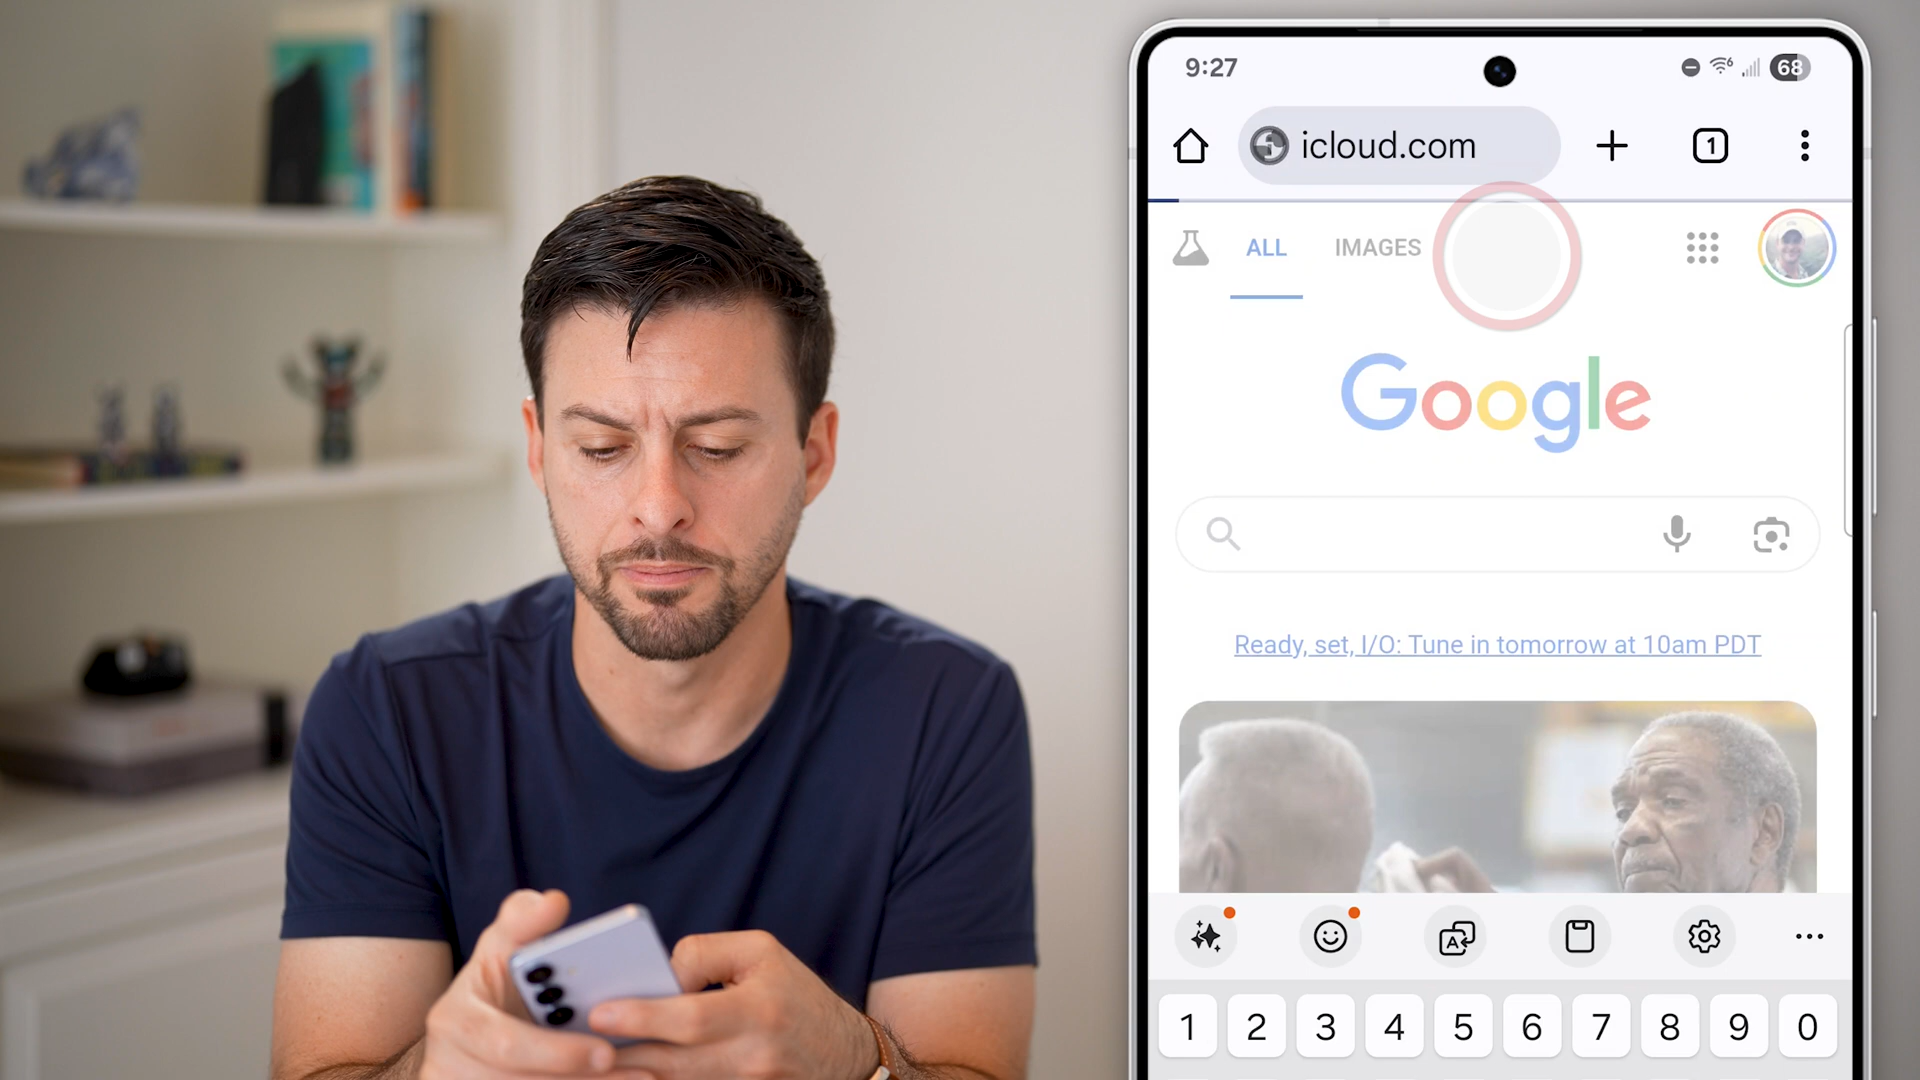 9:27
6
68
icloud.com
1
ALL IMAGES
Google
Ready, set, I/O: Tune in tomorrow at 10am PDT
A
1 2 3 4 5 6 7 8 9 0